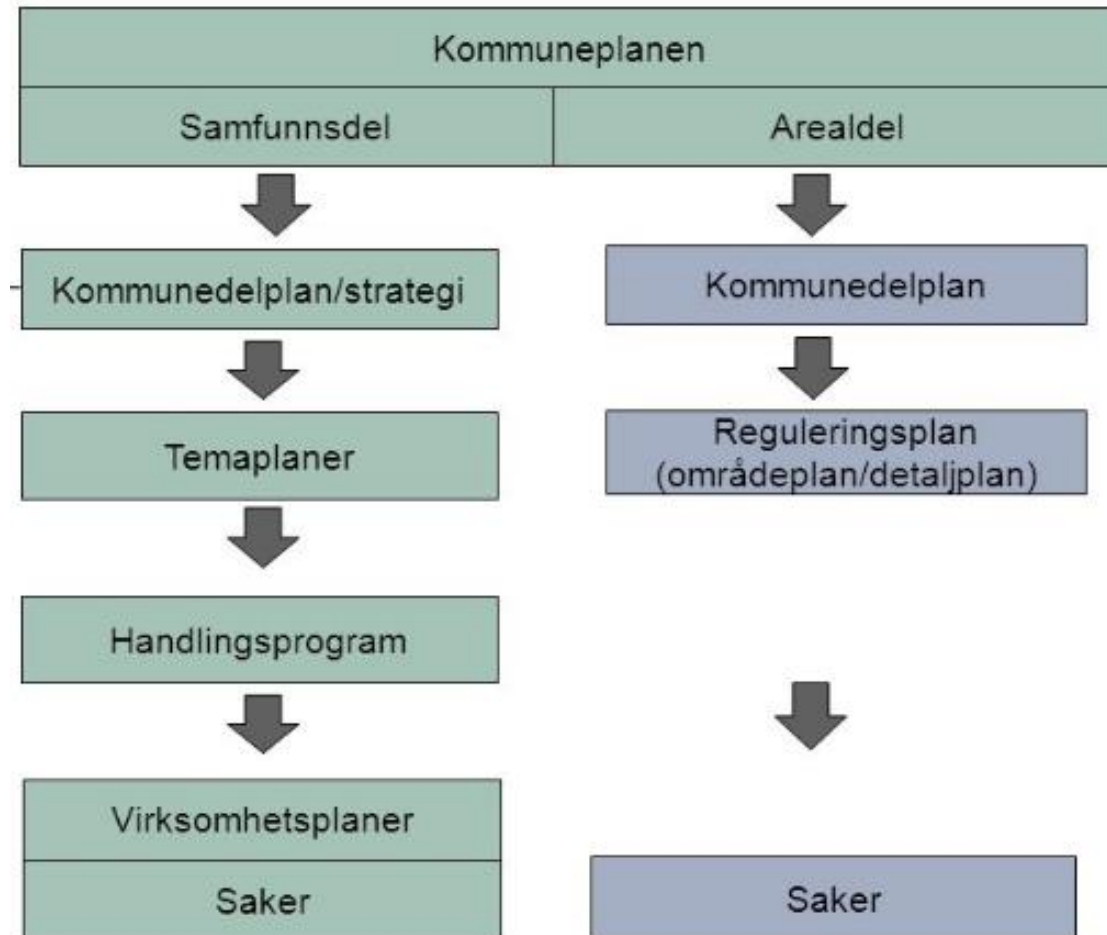 Kommuneplanen
Samfunnsdel
Arealdel
Kommunedelplan/strategi
Kommunedelplan
Temaplaner
Reguleringsplan
(områdeplan/detaljplan)
Handlingsprogram
Virksomhetsplaner
Saker
Saker